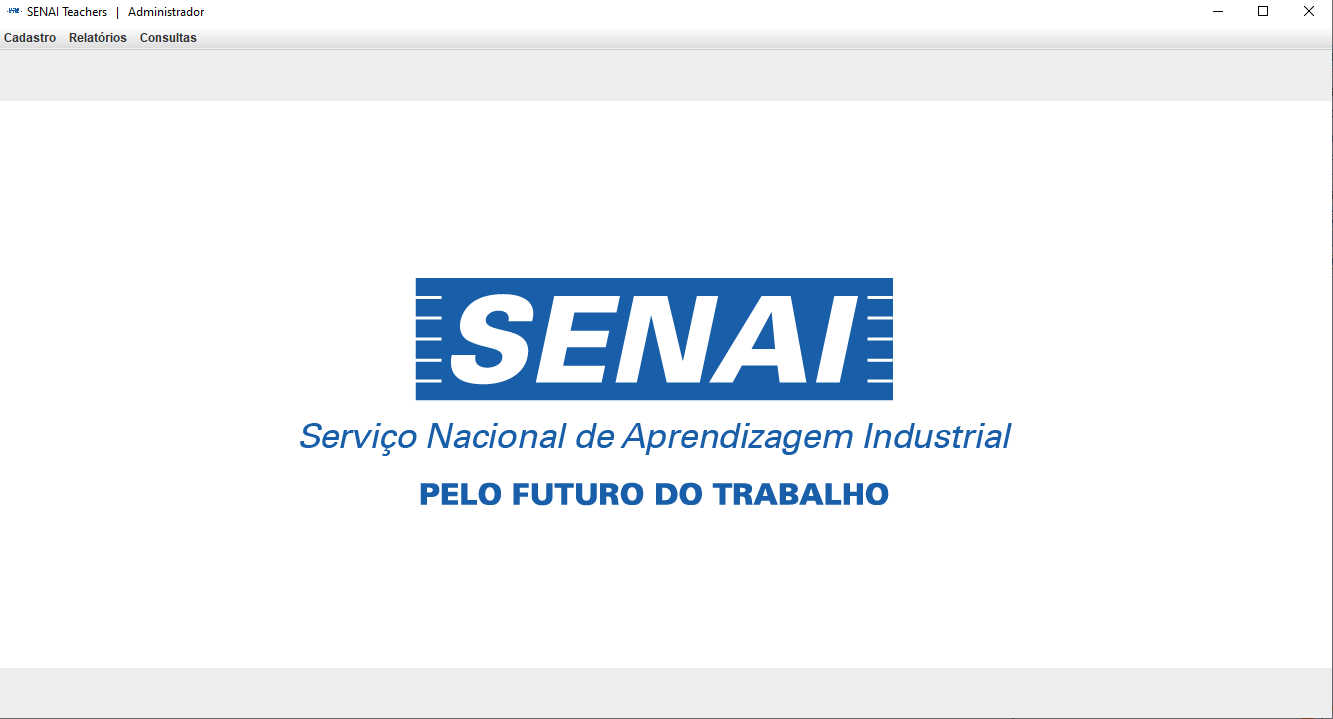 SENAI Teachers | Administrador
Cadastro Relatórios Consultas
SENAI
Serviço Nacional de Aprendizagem Industrial
PELO FUTURO DO TRABALHO